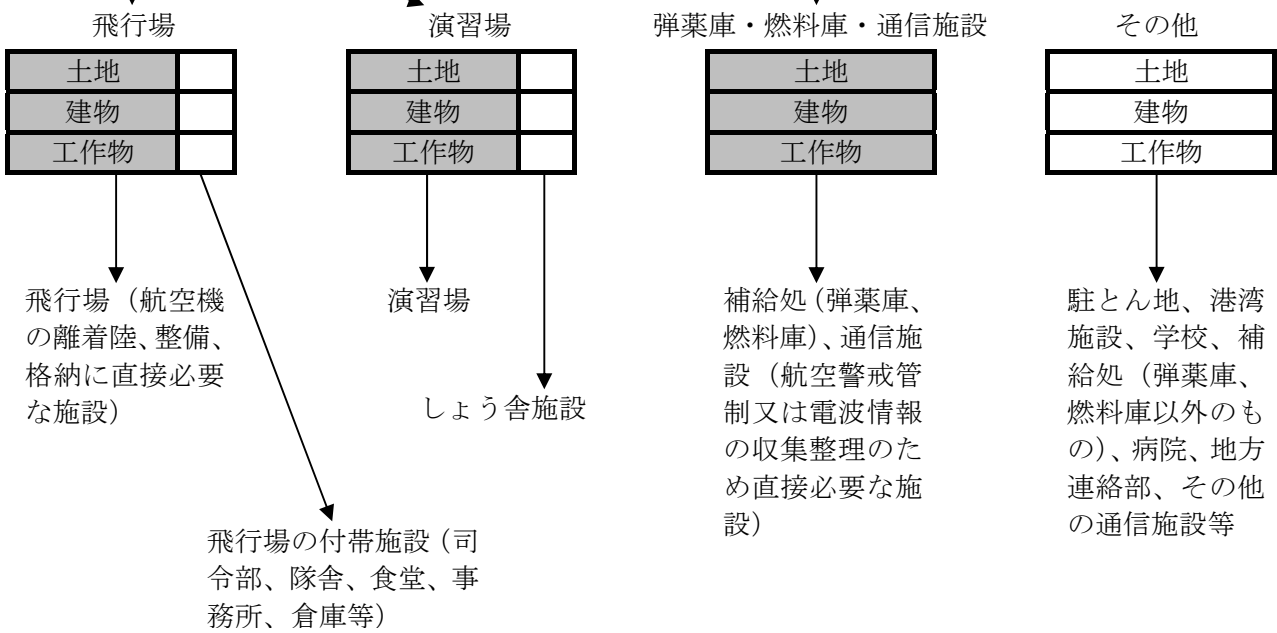 飛行場
演習場
弾薬庫・燃料庫・通信施設
その他
土地
建物
工作物
土地
建物
工作物
土地
建物
工作物
土地
建物
工作物
飛行場（航空機
の離着陸、整備、
格納に直接必要
な施設）
飛行場の付帯施設（司
令部、隊舎、食堂、事
務所、倉庫等）
演習場
しょう舎施設
補給処（弾薬庫、
燃料庫）、通信施
設（航空警戒管
制又は電波情報
の収集整理のた
め直接必要な施
設）
駐とん地、港湾
施設、学校、補
給処（弾薬庫、
燃料庫以外のも
の）、病院、地方
連絡部、その他
の通信施設等